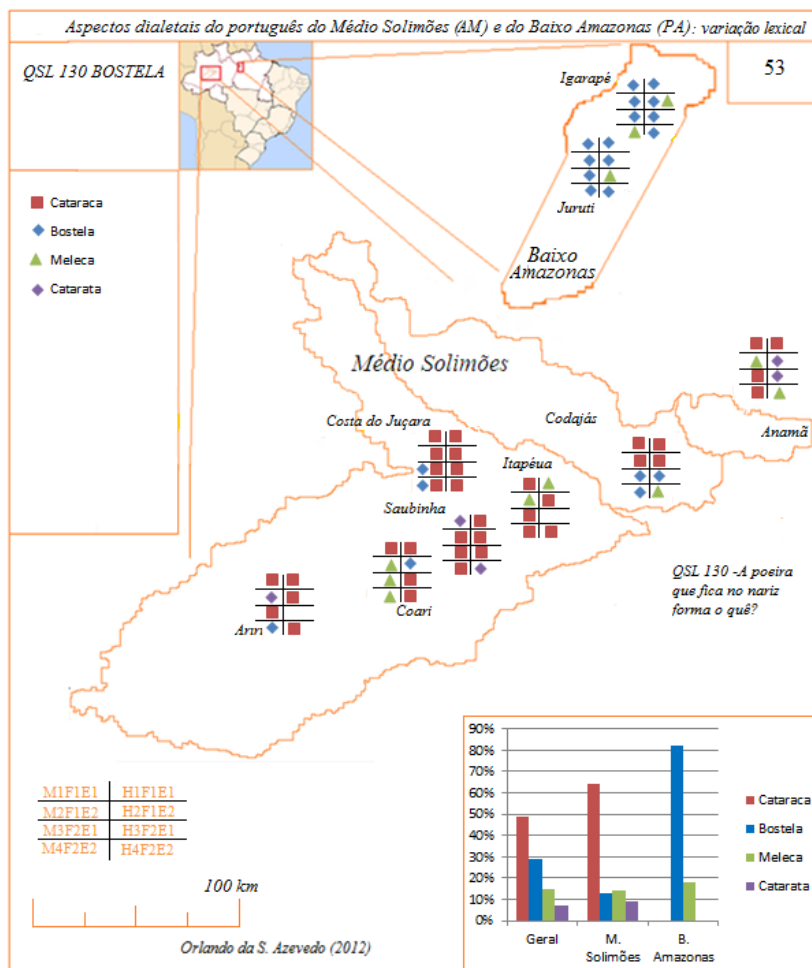 Aspectos dialetais do português do Médio Solimões (AM) e do Baixo Amazonas (PA): variação lexical
QSL 130 BOSTELA
53
Igarapé
Juruti
Baixo
Amazonas
Cataraca
Bostela
Meleca
Catarata
Médio Solimões
Costa do Juçara
Codajás
Anamã
Itapéua
Saubinha
Coari
Ariri
QSL 130 -A poeira
que fica no nariz
forma o quê?
M1F1E1 H1F1E1
M2F1E2 H2F1E2
M3F2E1 H3F2E1
M4F2E2 H4F2E2
100 km
Orlando da S. Azevedo (2012)
90%
80%
70%
60%
50%
40%
30%
20%
10%
0%
Geral
M.
Solimões
B.
Amazonas
Cataraca
Bostela
Meleca
Catarata